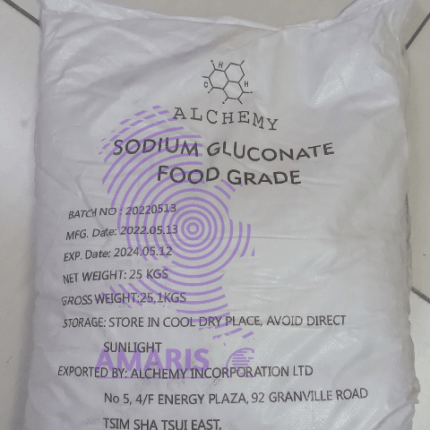 ALCHEMY
SODIUM GLUCONATE
FOOD GRADE
BATCH NO : 20220513
MFG. Date: 2022.05.13
EXP. Date: 2024.05.12
NET WEIGHT: 25 KGS
GROSS WEIGHT:25,1KGS
STORAGE: STORE IN COOL DRY PLACE, AVOID DIRECT
SUNLIGHT
AMARIS
EXPORTED BY: ALCHEMY INCORPORATION LTD
No 5, 4/F ENERGY PLAZA, 92 GRANVILLE ROAD
TSIM SHA TSUI EAST,